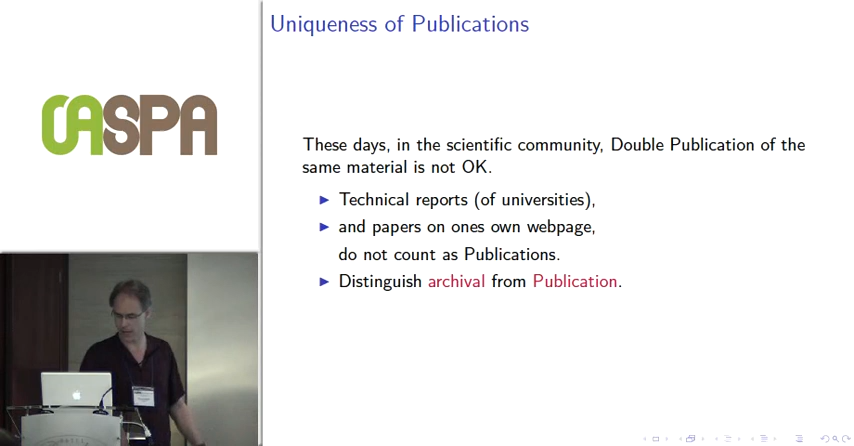 OASPA
Uniqueness of Publications
These days, in the scientific community, Double Publication of the
same material is not OK.
Technical reports (of universities),
and papers on ones own webpage,
do not count as Publications.
Distinguish archival from Publication.